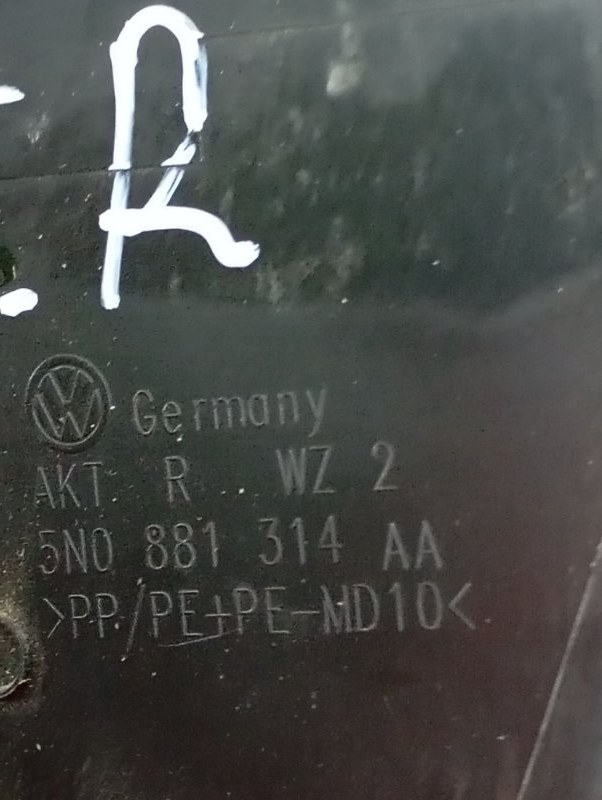 R
Germany
AKT R WZ 2
5N0 881 314 AA
>PP/PE+PE-MD10<